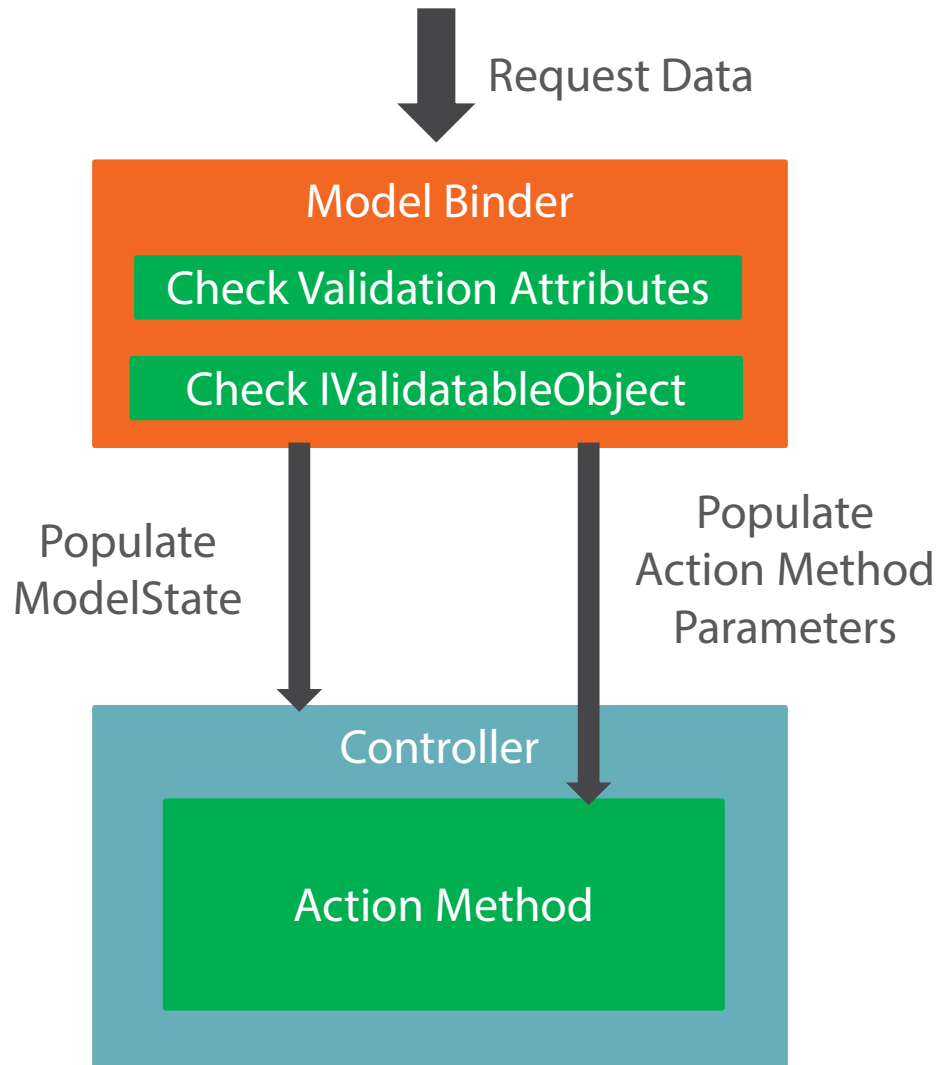 Request Data
Model Binder
Check Validation Attributes
Check IValidatableObject
Populate
ModelState
Populate
Action Method
Parameters
Controller
Action Method